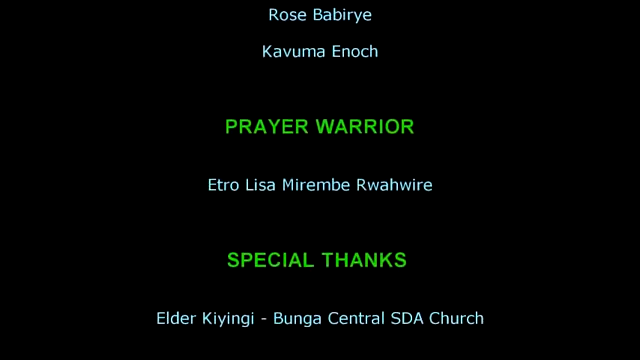 Rose Babirye
Kavuma Enoch
PRAYER WARRIOR
Etro Lisa Mirembe Rwahwire
SPECIAL THANKS
Elder Kiyingi - Bunga Central SDA Church